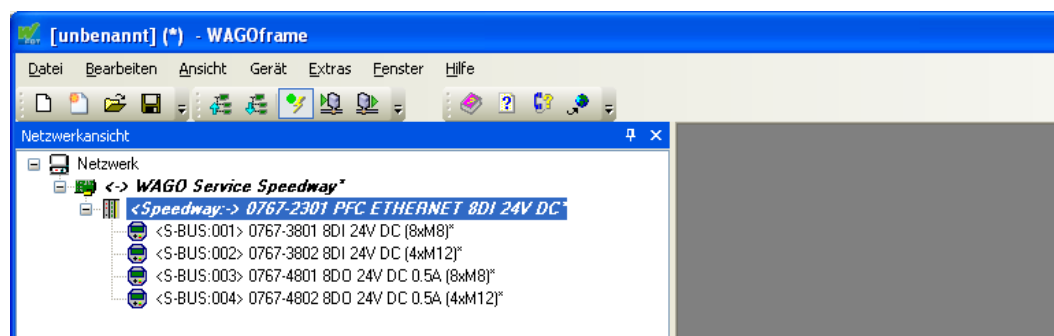 [unbenannt] (*) - WAGOframe
Datei Bearbeiten Ansicht Gerät Extras Fenster Hilfe
Netzwerkansicht
Netzwerk
<-> WAGO Service Speedway*
<Speedway:-> 0767-2301 PFC ETHERNET 8DI 24V DC*
<S-BUS:001> 0767-3801 8DI 24V DC (8xM8)*
<S-BUS:002> 0767-3802 8DI 24V DC (4xM12)*
<S-BUS:003> 0767-4801 8DO 24V DC 0.5A (8xM8)*
<S-BUS:004> 0767-4802 8DO 24V DC 0.5A (4xM12)*